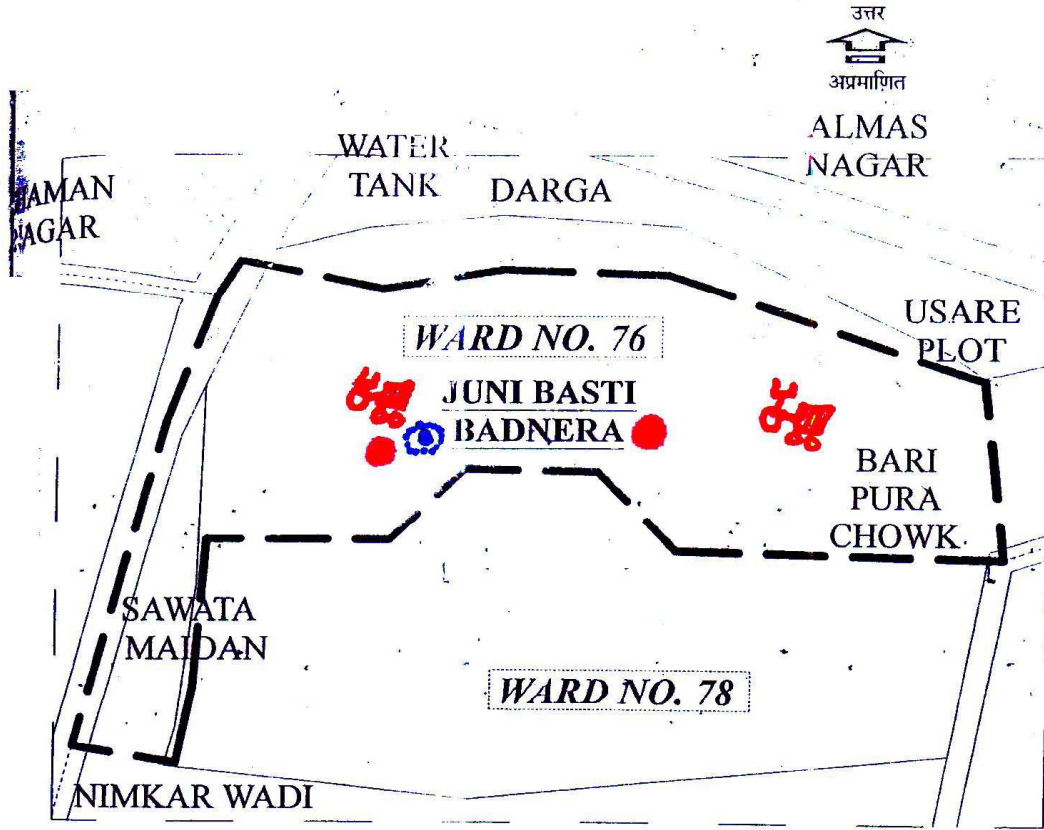 उत्तर
अप्रमाणित
ALMAS
NAGAR
WATER
TANK
DARGA
AGAR
USARE
PLOT
WARD NO. 76
JUNI BASTI
BADNERA
BARI
PURA
CHOWK
SAWATA
MAIDAN
WARD NO. 78
NIMKAR WADI